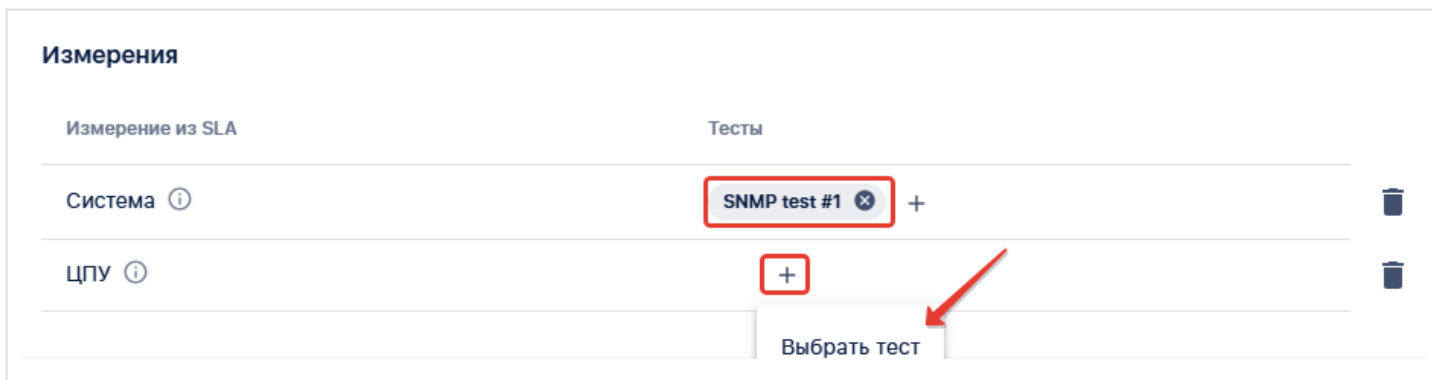 Измерения
Измерение из SLA Тесты
Система SNMP test #1
ЦПУ
Выбрать тест